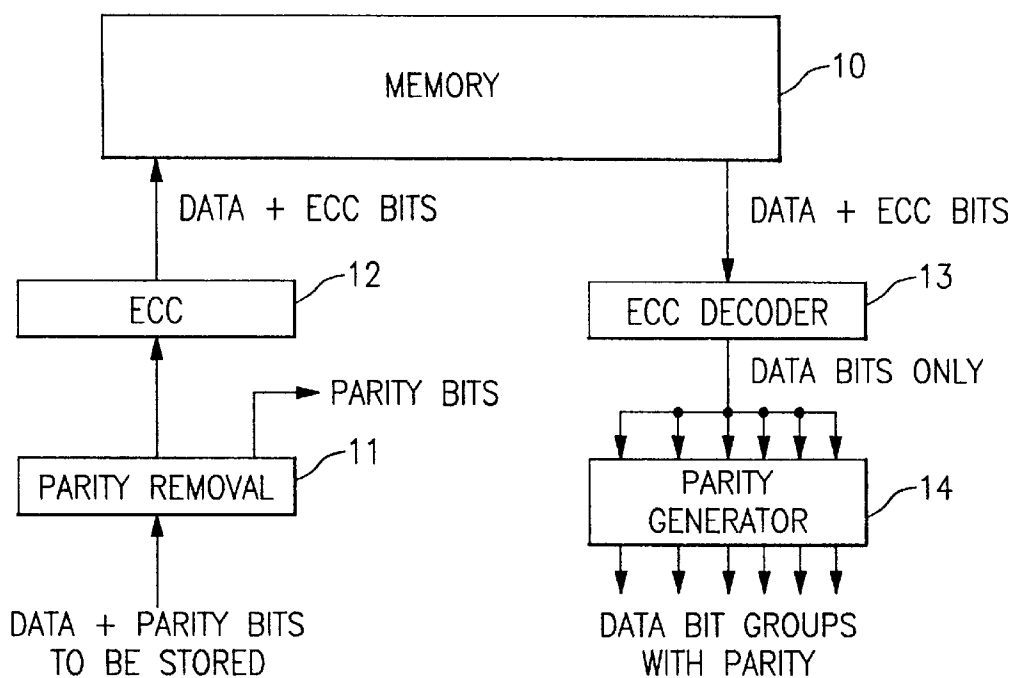 MEMORY
10
DATA + ECC BITS
DATA + ECC BITS
12
ECC
13
ECC DECODER
DATA BITS ONLY
PARITY BITS
11
PARITY REMOVAL
PARITY
GENERATOR
14
DATA + PARITY BITS
TO BE STORED
DATA BIT GROUPS
WITH PARITY